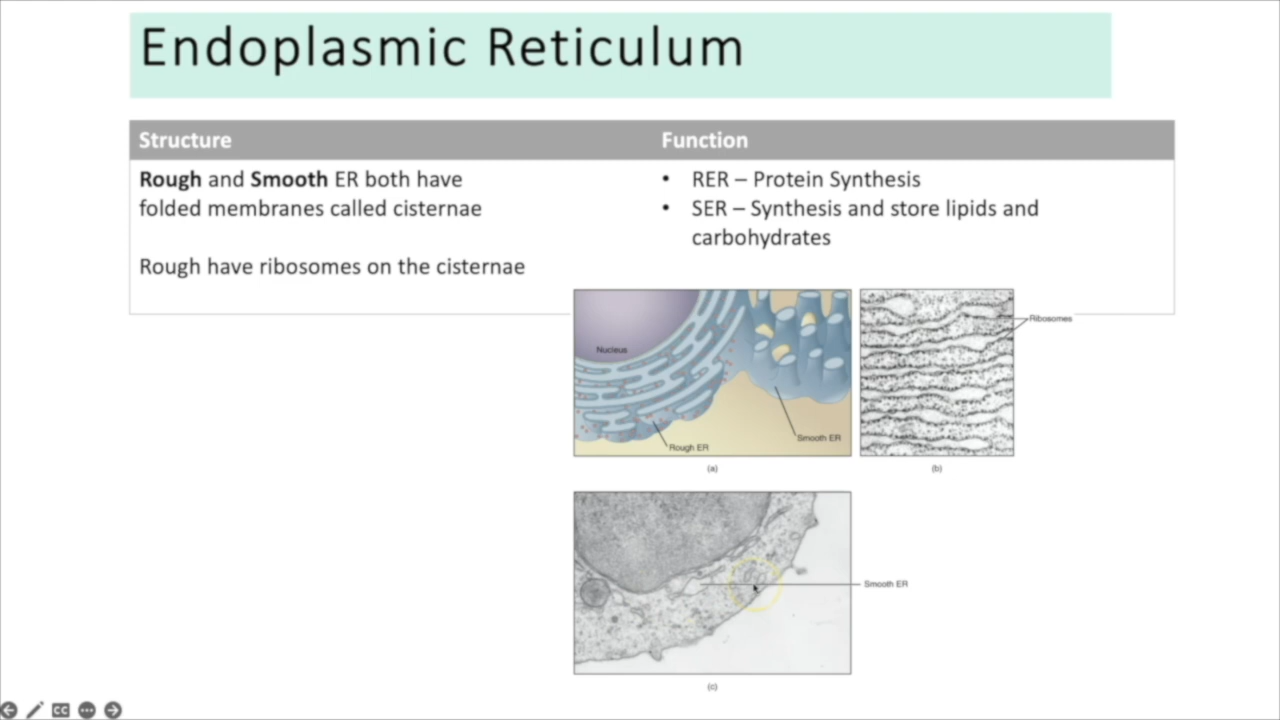 Endoplasmic Reticulum
Structure
Function
Rough and Smooth ER both have
folded membranes called cisternae
Rough have ribosomes on the cisternae
• RER – Protein Synthesis
• SER – Synthesis and store lipids and
carbohydrates
Nucleus
Rough ER
Smooth ER
(a)
Ribosomes
(b)
Smooth ER
(c)
CC